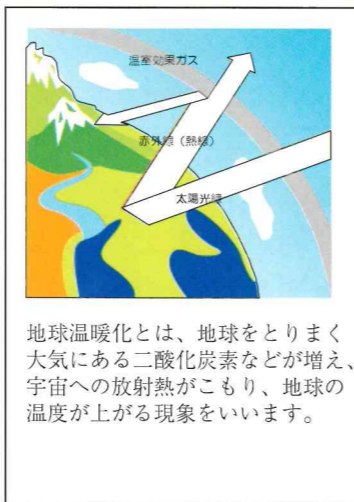 温室効果ガス
赤外線（熱線）
太陽光線
地球温暖化とは、地球をとりまく
大気にある二酸化炭素などが増え、
宇宙への放射熱がこもり、地球の
温度が上がる現象をいいます。